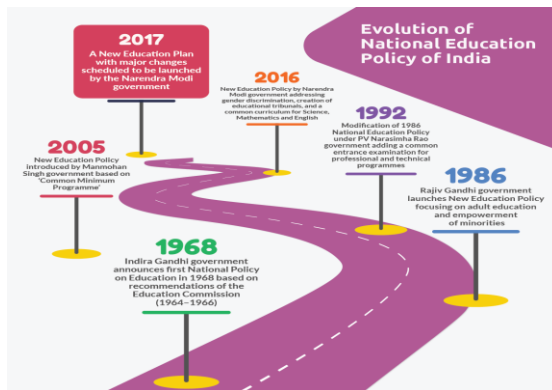 Evolution of
National Education
Policy of India
2017
A New Education Plan
with major changes
scheduled to be launched
by the Narendra Modi
government
2016
New Education Policy by Narendra
Modi government addressing
gender discrimination, creation of
educational tribunals, and a
common curriculum for Science,
Mathematics and English
2005
New Education Policy
introduced by Manmohan
Singh government based on
'Common Minimum
Programme'
1992
Modification of 1986
National Education Policy
under PV Narasimha Rao
government adding a common
entrance examination for
professional and technical
programmes
1986
Rajiv Gandhi government
launches New Education Policy
focusing on adult education
and empowerment
of minorities
1968
Indira Gandhi government
announces first National Policy
on Education in 1968 based on
recommendations of the
Education Commission
(1964–1966)